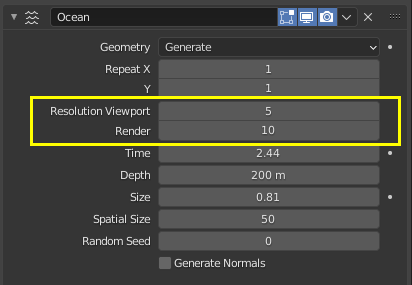 Ocean
Geometry Generate
Repeat X 1
Y 1
Resolution Viewport 5
Render 10
Time 2.44
Depth 200 m
Size 0.81
Spatial Size 50
Random Seed 0
Generate Normals